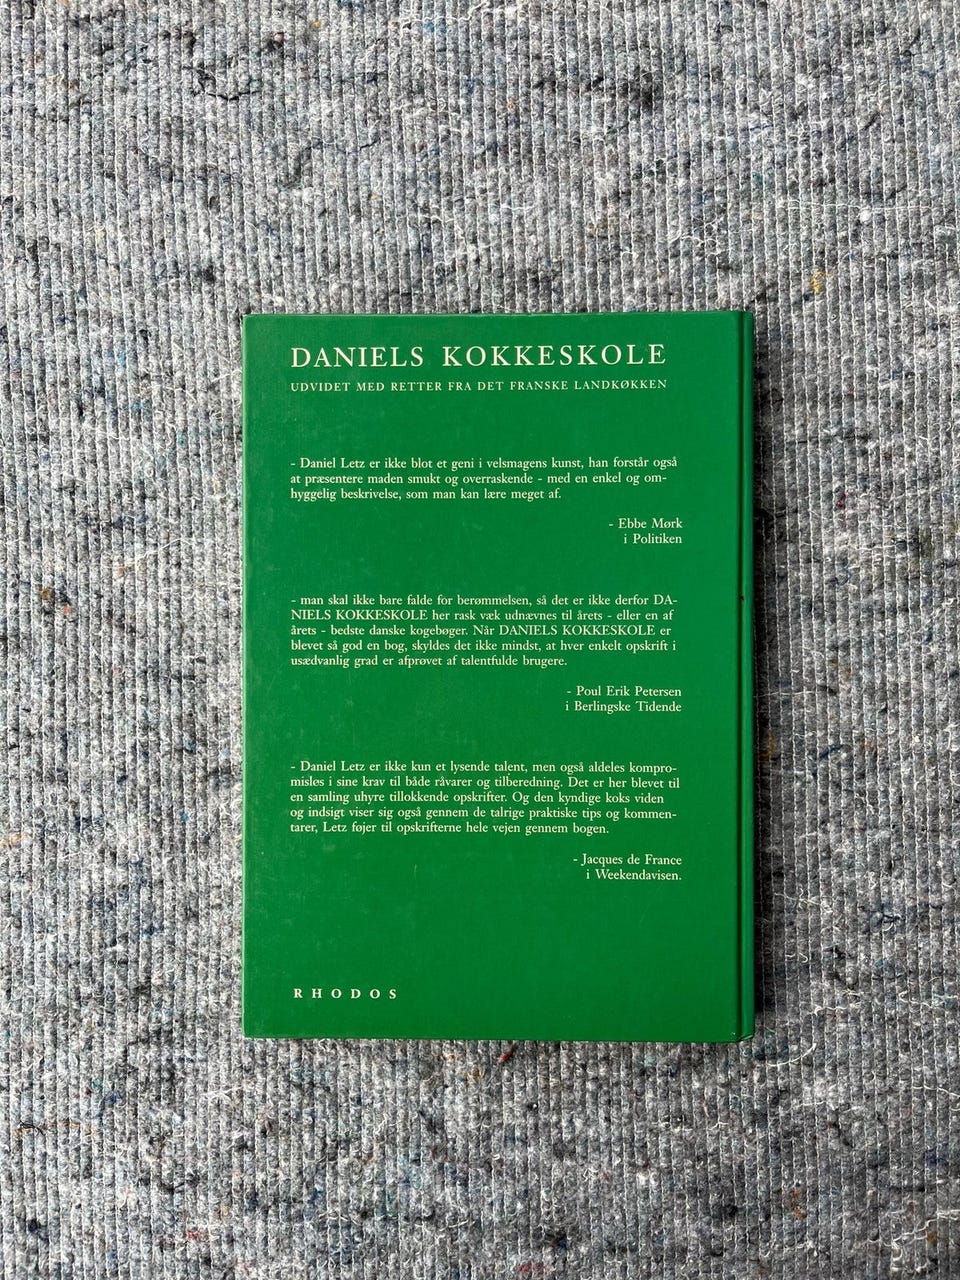 DANIELS KOKKESKOLE
UDVIDET MED RETTER FRA DET FRANSKE LANDKØKKEN
- Daniel Letz er ikke blot et geni i velsmagens kunst, han forstår også
at præsentere maden smukt og overraskende - med en enkel og om-
hyggelig beskrivelse, som man kan lære meget af.
- Ebbe Mørk
i Politiken
- man skal ikke bare falde for berømmelsen, så det er ikke derfor DA-
NIELS KOKKESKOLE her rask væk udnævnes til årets - eller en af
årets - bedste danske kogebøger. Når DANIELS KOKKESKOLE er
blevet så god en bog, skyldes det ikke mindst, at hver enkelt opskrift i
usædvanlig grad er afprøvet af talentfulde brugere.
- Poul Erik Petersen
i Berlingske Tidende
- Daniel Letz er ikke kun et lysende talent, men også aldeles kompro-
misløs i sine krav til både råvarer og tilberedning. Det er her blevet til
en samling uhyre tillokkende opskrifter. Og den kyndige koks viden
og indsigt viser sig også gennem de talrige praktiske tips og kommen-
tarer, Letz føjer til opskrifterne hele vejen gennem bogen.
- Jacques de France
i Weekendavisen.
RHODOS